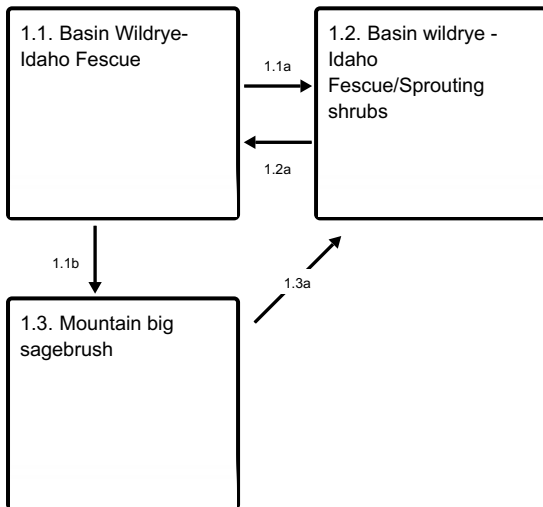 1.1. Basin Wildrye-
Idaho Fescue
1.2. Basin wildrye -
Idaho
Fescue/Sprouting
shrubs
1.1a
1.2a
1.1b
1.3a
1.3. Mountain big
sagebrush